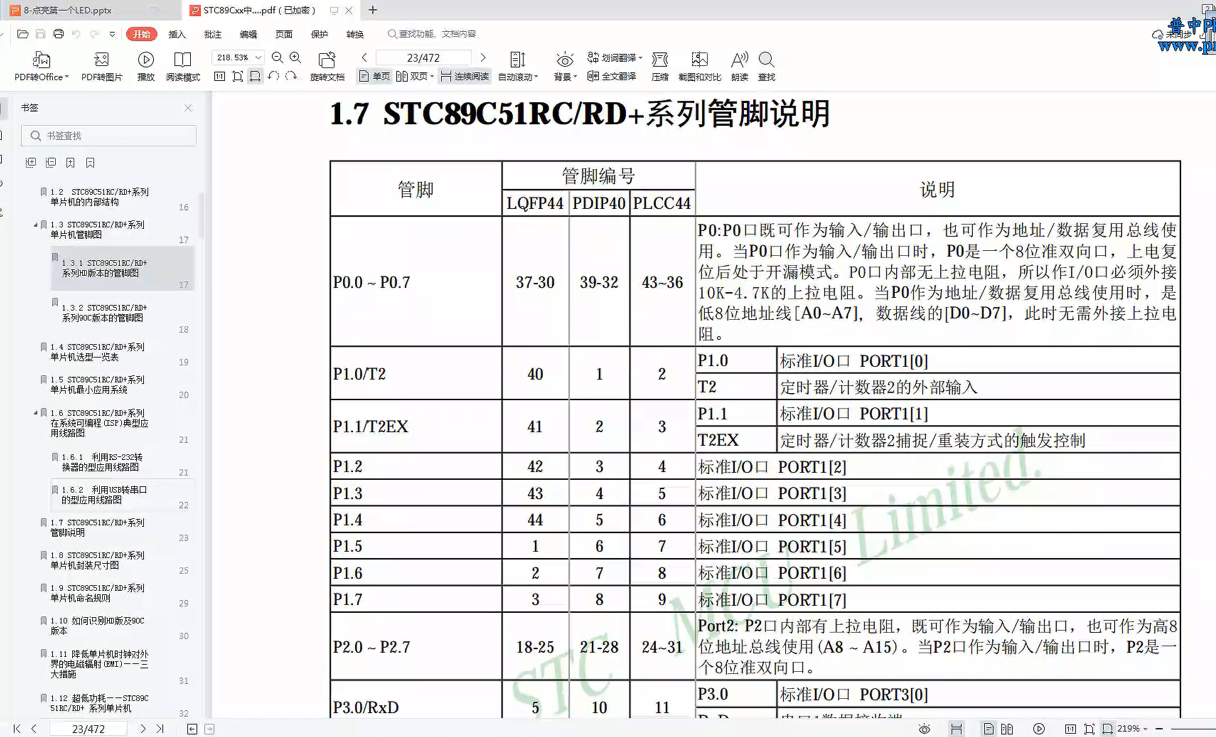 8-点亮第一个LED.pptx
STC89Cxx中....pdf（已加密）
开始 插入 批注 编辑 页面 保护 转换 查找功能、文档内容
未同步
普中P
www.p
PDF转Office PDF转图片 播放 阅读模式 218.53% 旋转文档 23/472 单页 双页 连续阅读 自动滚动 背景 划词翻译 全文翻译 压缩 截图和对比 朗读 查找
书签
书签查找
1.2 STC89C51RC/RD+系列
单片机的内部结构 16
1.3 STC89C51RC/RD+系列
单片机管脚图 17
1.3.1 STC89C51RC/RD+
系列HD版本的管脚图 17
1.3.2 STC89C51RC/RD+
系列90C版本的管脚图 18
1.4 STC89C51RC/RD+系列
单片机选型一览表 19
1.5 STC89C51RC/RD+系列
单片机最小应用系统 20
1.6 STC89C51RC/RD+系列
在系统可编程(ISP)典型应
用线路图 21
1.6.1 利用RS-232转
换器的型应用线路图 21
1.6.2 利用USB转串口
的型应用线路图 22
1.7 STC89C51RC/RD+系列
管脚说明 23
1.8 STC89C51RC/RD+系列
单片机封装尺寸图 25
1.9 STC89C51RC/RD+系列
单片机命名规则 29
1.10 如何识别HD版及90C
版本 30
1.11 降低单片机时钟对外
界的电磁辐射(EMI)－－三
大措施 31
1.12 超低功耗－－STC89C
51RC/RD+ 系列单片机 32
1.7 STC89C51RC/RD+系列管脚说明
管脚 管脚编号 说明
LQFP44 PDIP40 PLCC44
P0.0 ~ P0.7 37-30 39-32 43~36
P0:P0口既可作为输入/输出口，也可作为地址/数据复用总线使
用。当P0口作为输入/输出口时，P0是一个8位准双向口，上电复
位后处于开漏模式。P0口内部无上拉电阻，所以作I/O口必须外接
10K-4.7K的上拉电阻。当P0作为地址/数据复用总线使用时，是
低8位地址线[A0~A7]，数据线的[D0~D7]，此时无需外接上拉电
阻。
P1.0/T2 40 1 2
P1.0 标准I/O口 PORT1[0]
T2 定时器/计数器2的外部输入
P1.1/T2EX 41 2 3
P1.1 标准I/O口 PORT1[1]
T2EX 定时器/计数器2捕捉/重装方式的触发控制
P1.2 42 3 4 标准I/O口 PORT1[2]
P1.3 43 4 5 标准I/O口 PORT1[3]
P1.4 44 5 6 标准I/O口 PORT1[4]
P1.5 1 6 7 标准I/O口 PORT1[5]
P1.6 2 7 8 标准I/O口 PORT1[6]
P1.7 3 8 9 标准I/O口 PORT1[7]
P2.0 ~ P2.7 18-25 21-28 24~31
Port2: P2口内部有上拉电阻，既可作为输入/输出口，也可作为高8
位地址总线使用(A8 ~ A15)。当P2口作为输入/输出口时，P2是一
个8位准双向口。
P3.0/RxD 5 10 11
P3.0 标准I/O口 PORT3[0]
STC MCU Limited.
23/472 219%